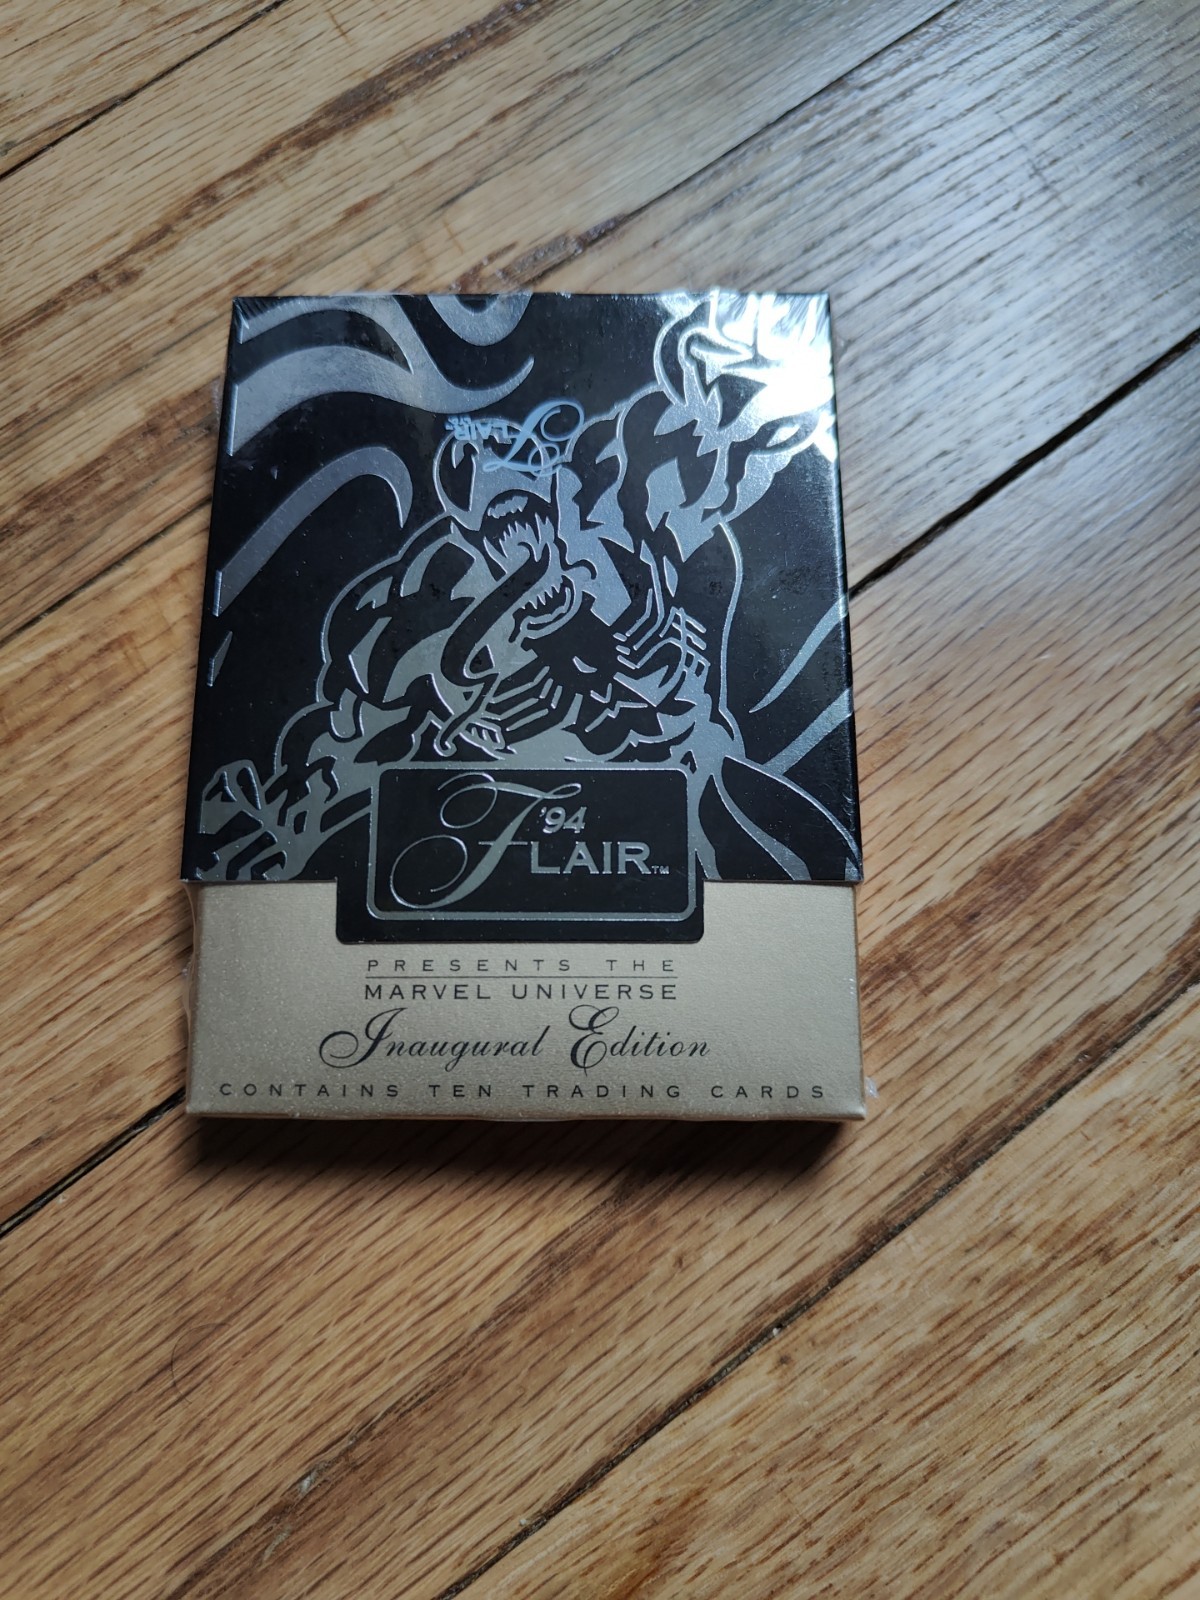 FLAIR
'94
FLAIR™
PRESENTS THE
MARVEL UNIVERSE
Inaugural Edition
CONTAINS TEN TRADING CARDS